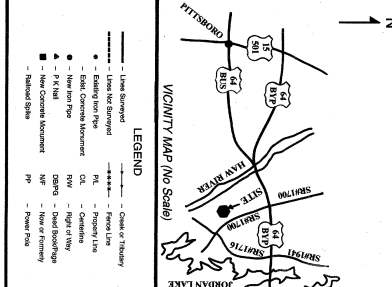 N
PITTSBORO
15
501
64
BUS
64
BYP
HAW RIVER
SITE
SR#1700
SR#1700
64
BYP
SR#1716
SR#1941
JORDAN LAKE
VICINITY MAP (No Scale)
LEGEND
– Lines Surveyed
– Lines Not Surveyed
– Existing Iron Pipe
– Exist. Concrete Monument
– New Iron Pipe
– P K Nail
– New Concrete Monument
– Railroad Spike
– Creek or Tributary
– Fence Line
P/L – Property Line
C/L – Centerline
R/W – Right of Way
DB/PG – Dead Book/Page
N/F – Now or Formerly
PP – Power Pole